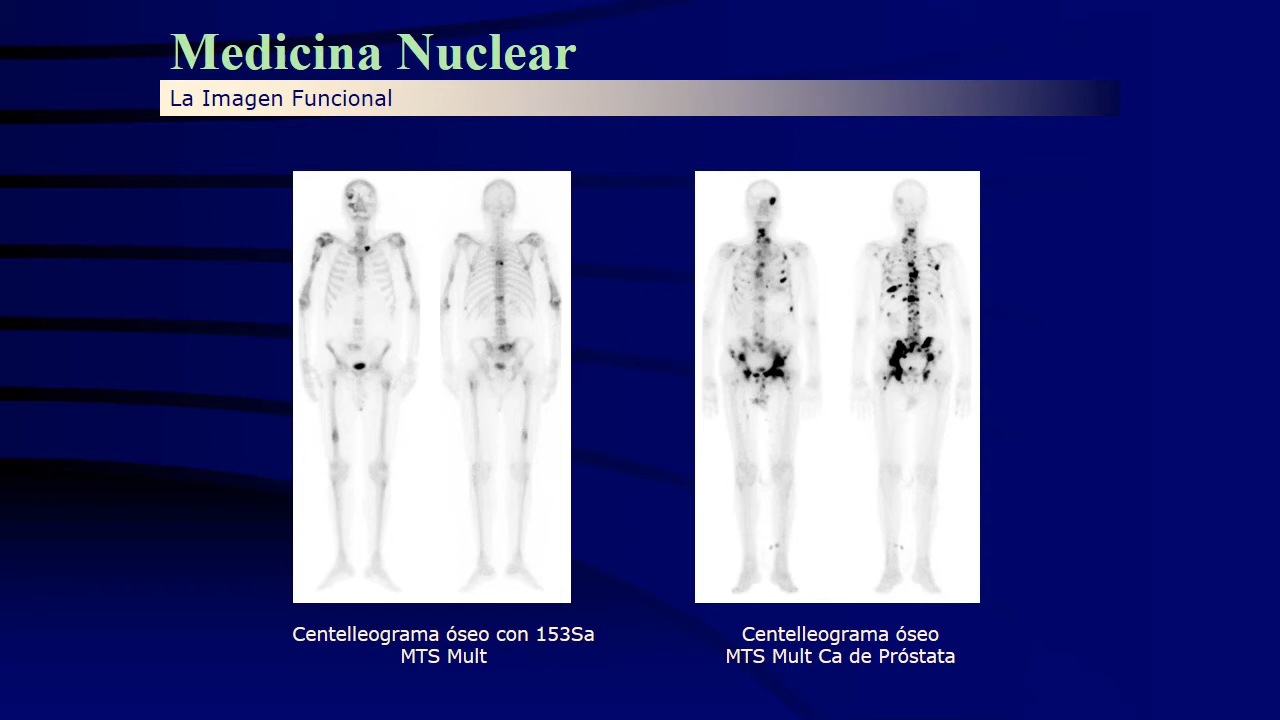 Medicina Nuclear
La Imagen Funcional
Centelleograma óseo con 153Sa
MTS Mult
Centelleograma óseo
MTS Mult Ca de Próstata